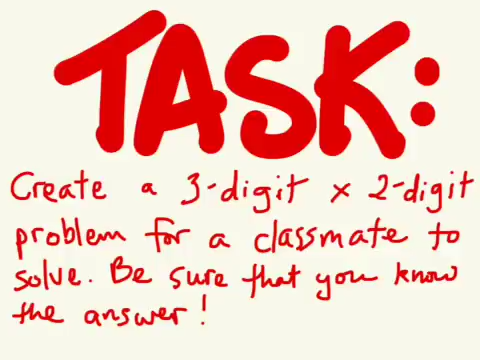 TASK:
Create a 3-digit x 2-digit
problem for a classmate to
solve. Be sure that you know
the answer!